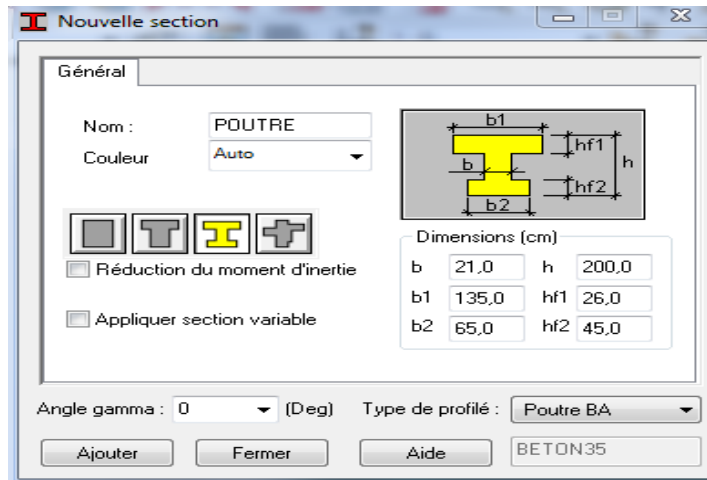 Nouvelle section
Général
Nom : POUTRE
Couleur Auto
b1
hf1
b
h
hf2
b2
Réduction du moment d'inertie
Appliquer section variable
Dimensions (cm)
b 21,0 h 200,0
b1 135,0 hf1 26,0
b2 65,0 hf2 45,0
Angle gamma : 0 (Deg) Type de profilé : Poutre BA
Ajouter Fermer Aide BETON35